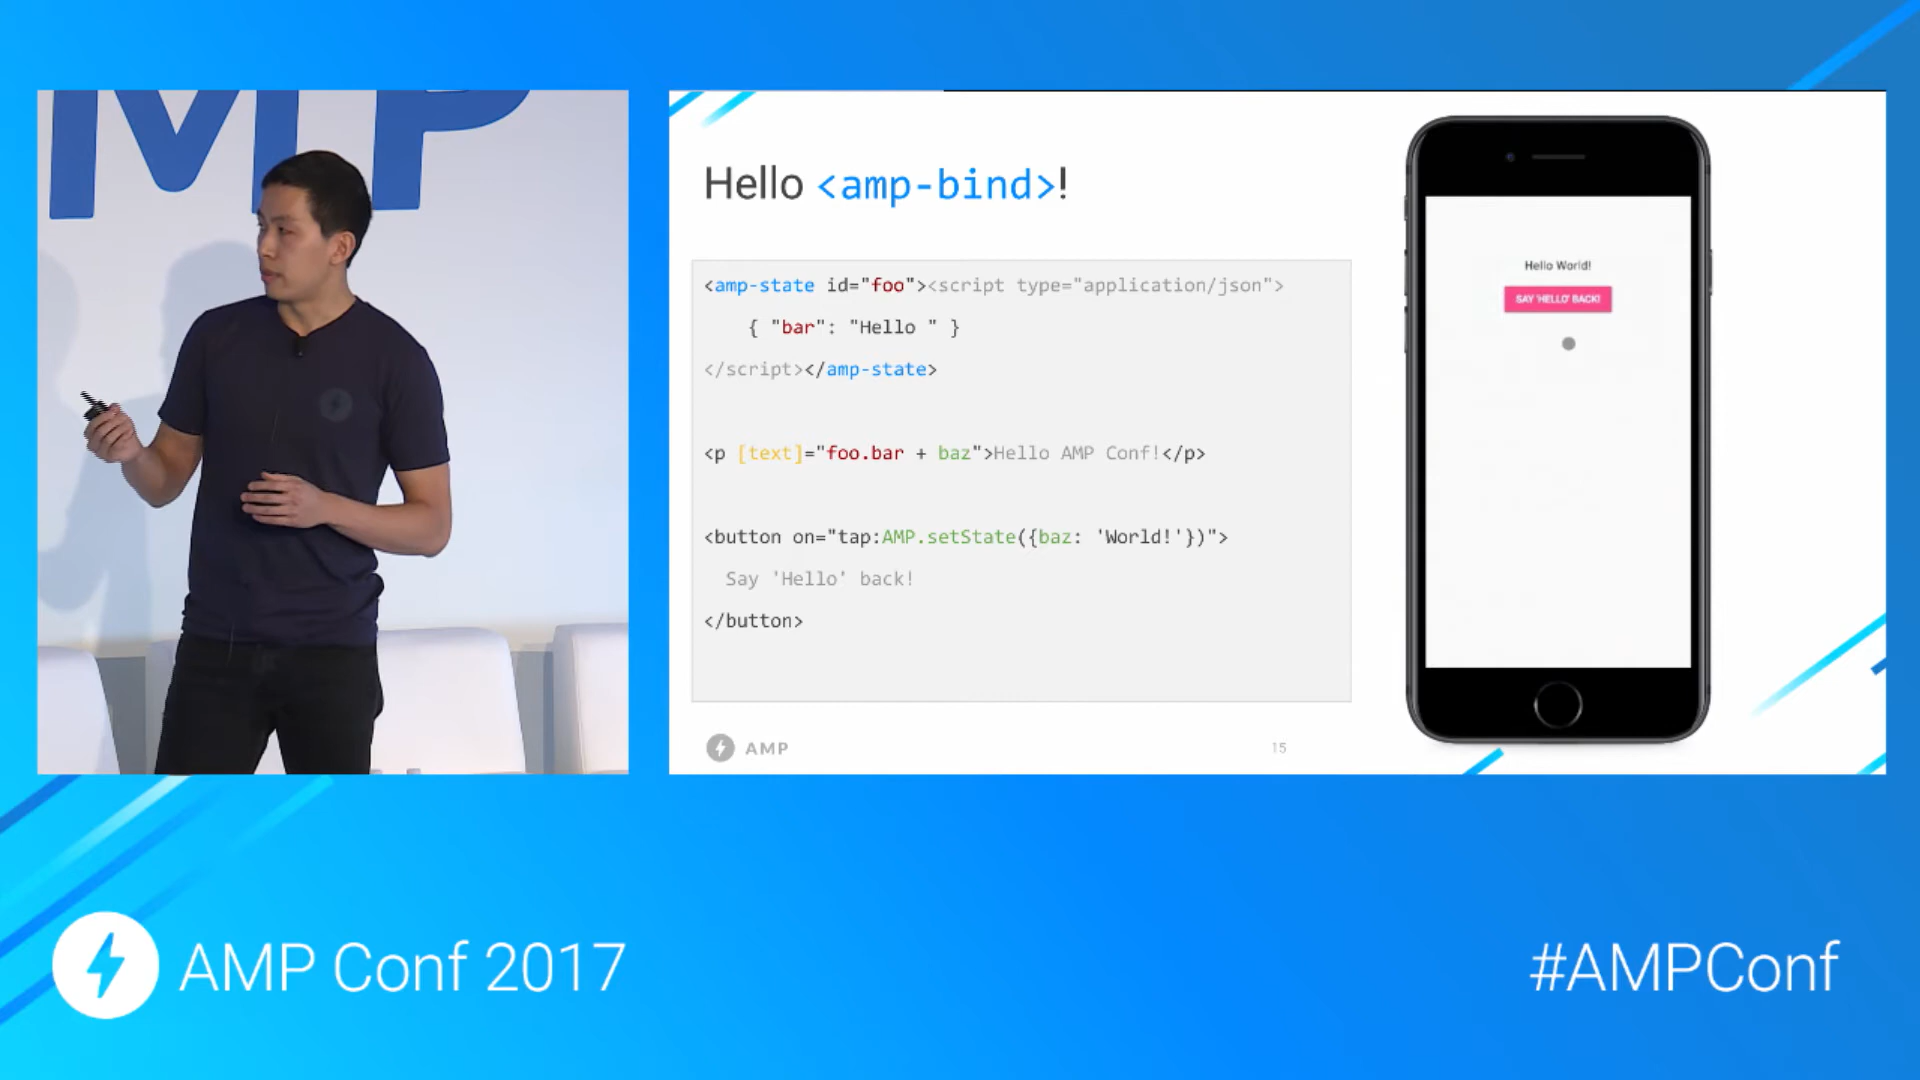 MP
Hello <amp-bind>!
<amp-state id="foo"><script type="application/json">
{ "bar": "Hello " }
</script></amp-state>
<p [text]="foo.bar + baz">Hello AMP Conf!</p>
<button on="tap:AMP.setState({baz: 'World!'})">
Say 'Hello' back!
</button>
AMP
15
Hello World!
SAY 'HELLO' BACK!
AMP Conf 2017
#AMPConf